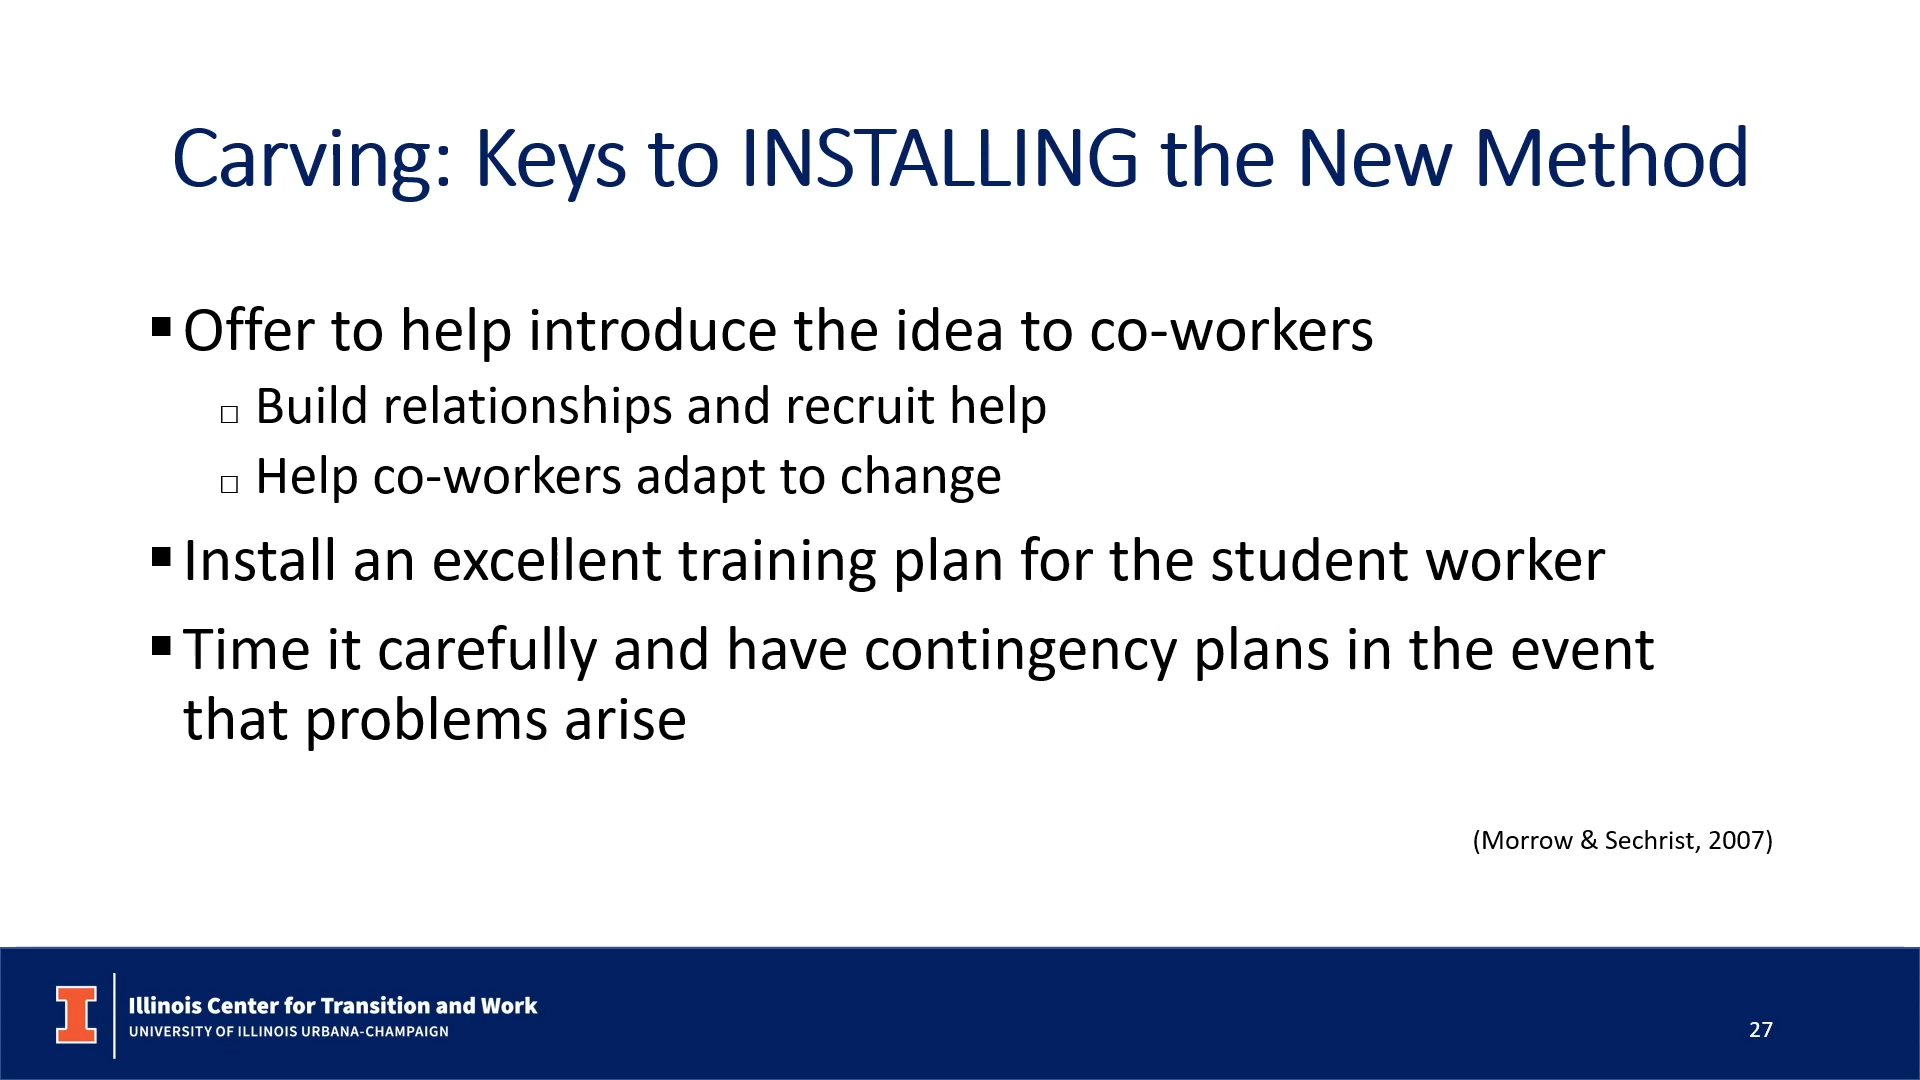 Carving: Keys to INSTALLING the New Method
▪ Offer to help introduce the idea to co-workers
□ Build relationships and recruit help
□ Help co-workers adapt to change
▪ Install an excellent training plan for the student worker
▪ Time it carefully and have contingency plans in the event
that problems arise
(Morrow & Sechrist, 2007)
Illinois Center for Transition and Work
UNIVERSITY OF ILLINOIS URBANA-CHAMPAIGN
27